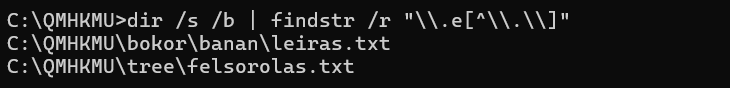 C:\QMHKMU>dir /s /b | findstr /r "\\.e[^\\.\\]"
C:\QMHKMU\bokor\banan\leiras.txt
C:\QMHKMU\tree\felsorolas.txt